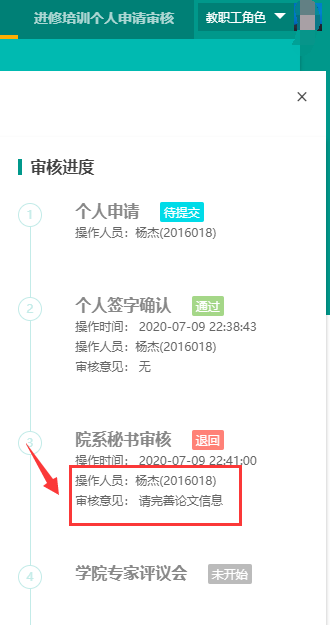 进修培训个人申请审核
教职工角色
×
审核进度
1
个人申请 待提交
操作人员：杨杰(2016018)
2
个人签字确认 通过
操作时间： 2020-07-09 22:38:43
操作人员：杨杰(2016018)
审核意见： 无
3
院系秘书审核 退回
操作时间： 2020-07-09 22:41:00
操作人员：杨杰(2016018)
审核意见： 请完善论文信息
4
学院专家评议会 未开始